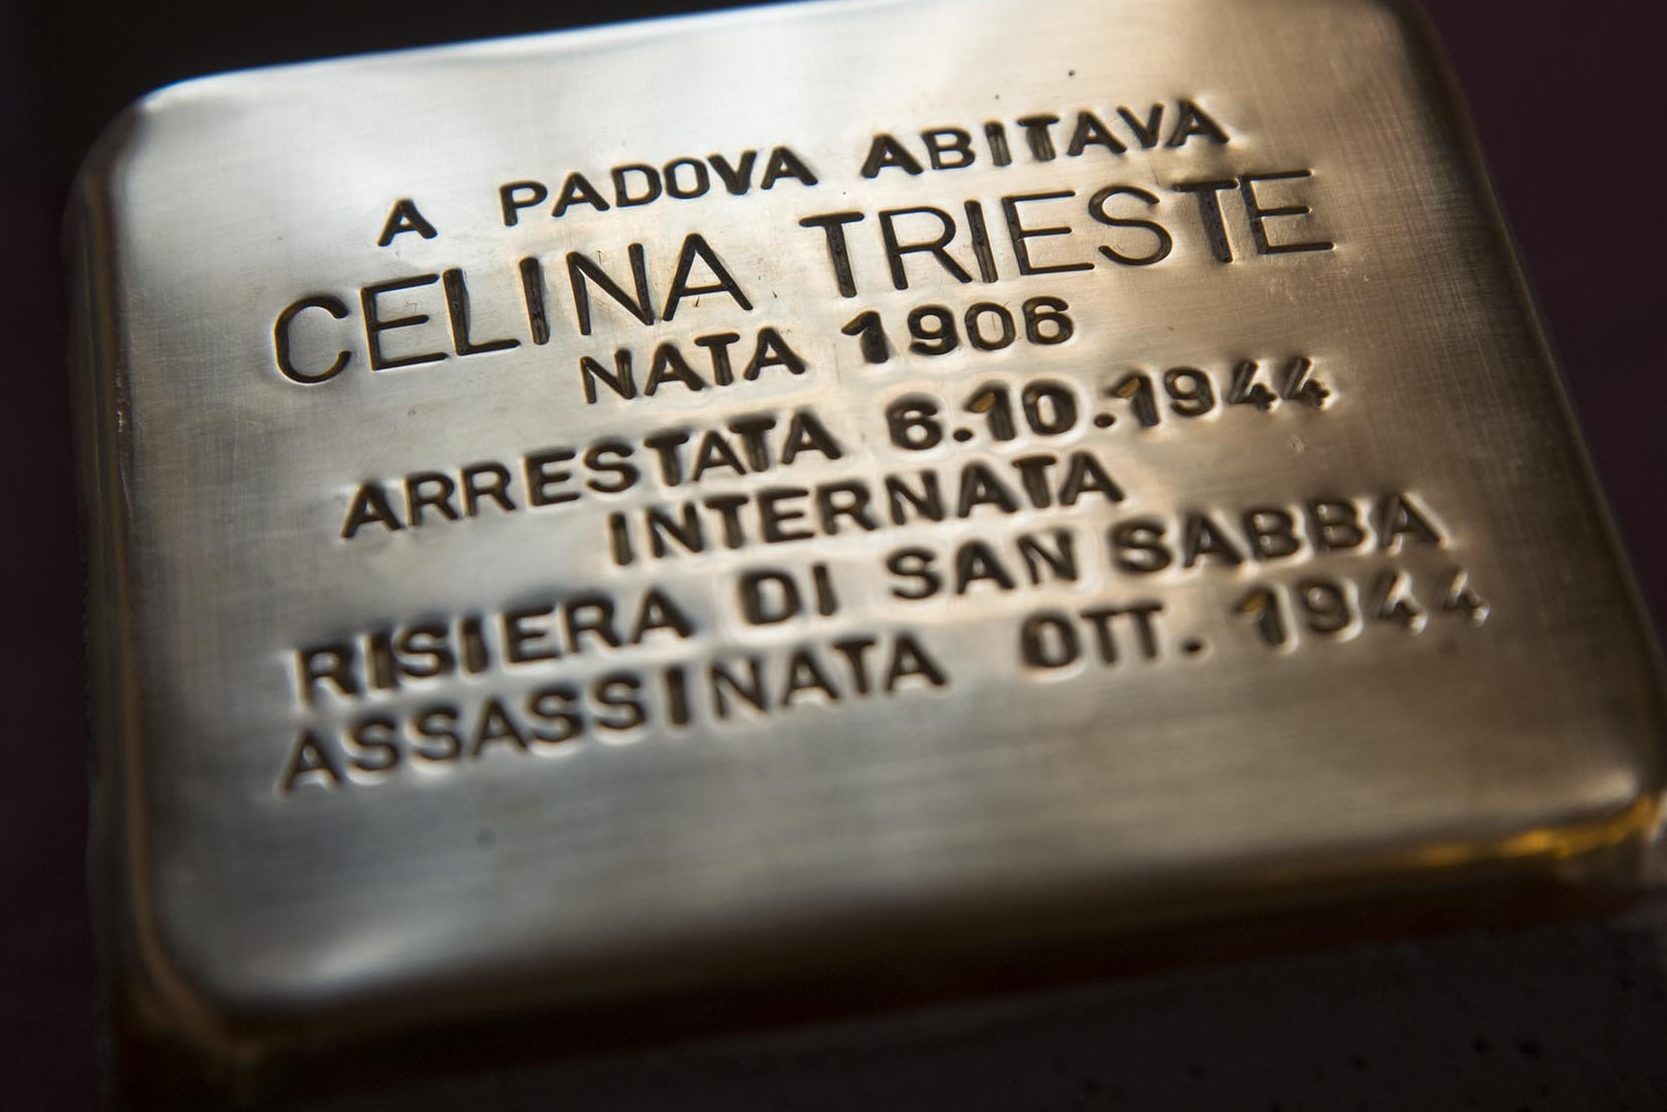 A PADOVA ABITAVA
CELINA TRIESTE
NATA 1906
ARRESTATA 6.10.1944
INTERNATA
RISIERA DI SAN SABBA
ASSASSINATA OTT. 1944